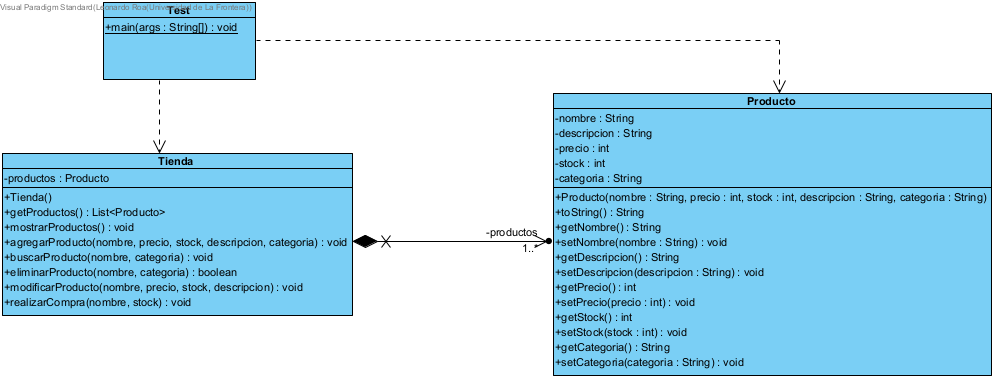 Visual Paradigm Standard(Leonardo Roa(Universidad de La Frontera))
Test
+main(args : String[]) : void
Producto
-nombre : String
-descripcion : String
-precio : int
-stock : int
-categoria : String
+Producto(nombre : String, precio : int, stock : int, descripcion : String, categoria : String)
+toString() : String
+getNombre() : String
+setNombre(nombre : String) : void
+getDescripcion() : String
+setDescripcion(descripcion : String) : void
+getPrecio() : int
+setPrecio(precio : int) : void
+getStock() : int
+setStock(stock : int) : void
+getCategoria() : String
+setCategoria(categoria : String) : void
Tienda
-productos : Producto
+Tienda()
+getProductos() : List<Producto>
+mostrarProductos() : void
+agregarProducto(nombre, precio, stock, descripcion, categoria) : void
+buscarProducto(nombre, categoria) : void
+eliminarProducto(nombre, categoria) : boolean
+modificarProducto(nombre, precio, stock, descripcion) : void
+realizarCompra(nombre, stock) : void
-productos
1..*